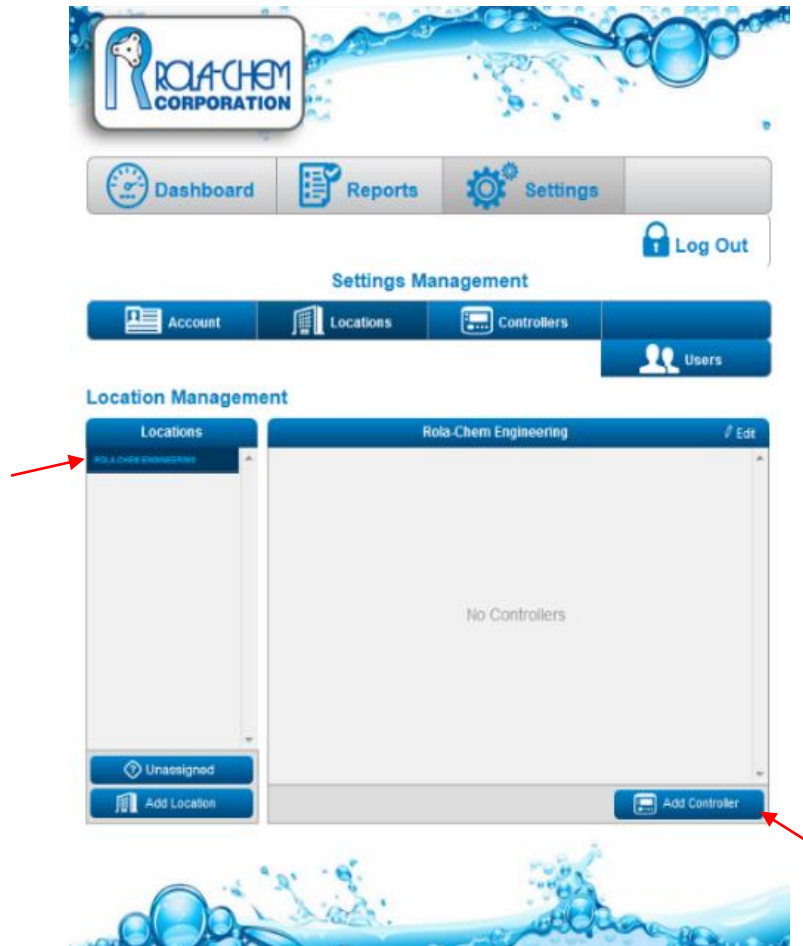 ROLA-CHEM
CORPORATION
Dashboard
Reports
Settings
Log Out
Settings Management
Account
Locations
Controllers
Users
Location Management
Locations
Rola-Chem Engineering
Edit
ROLA-CHEM ENGINEERING
No Controllers
Unassigned
Add Location
Add Controller